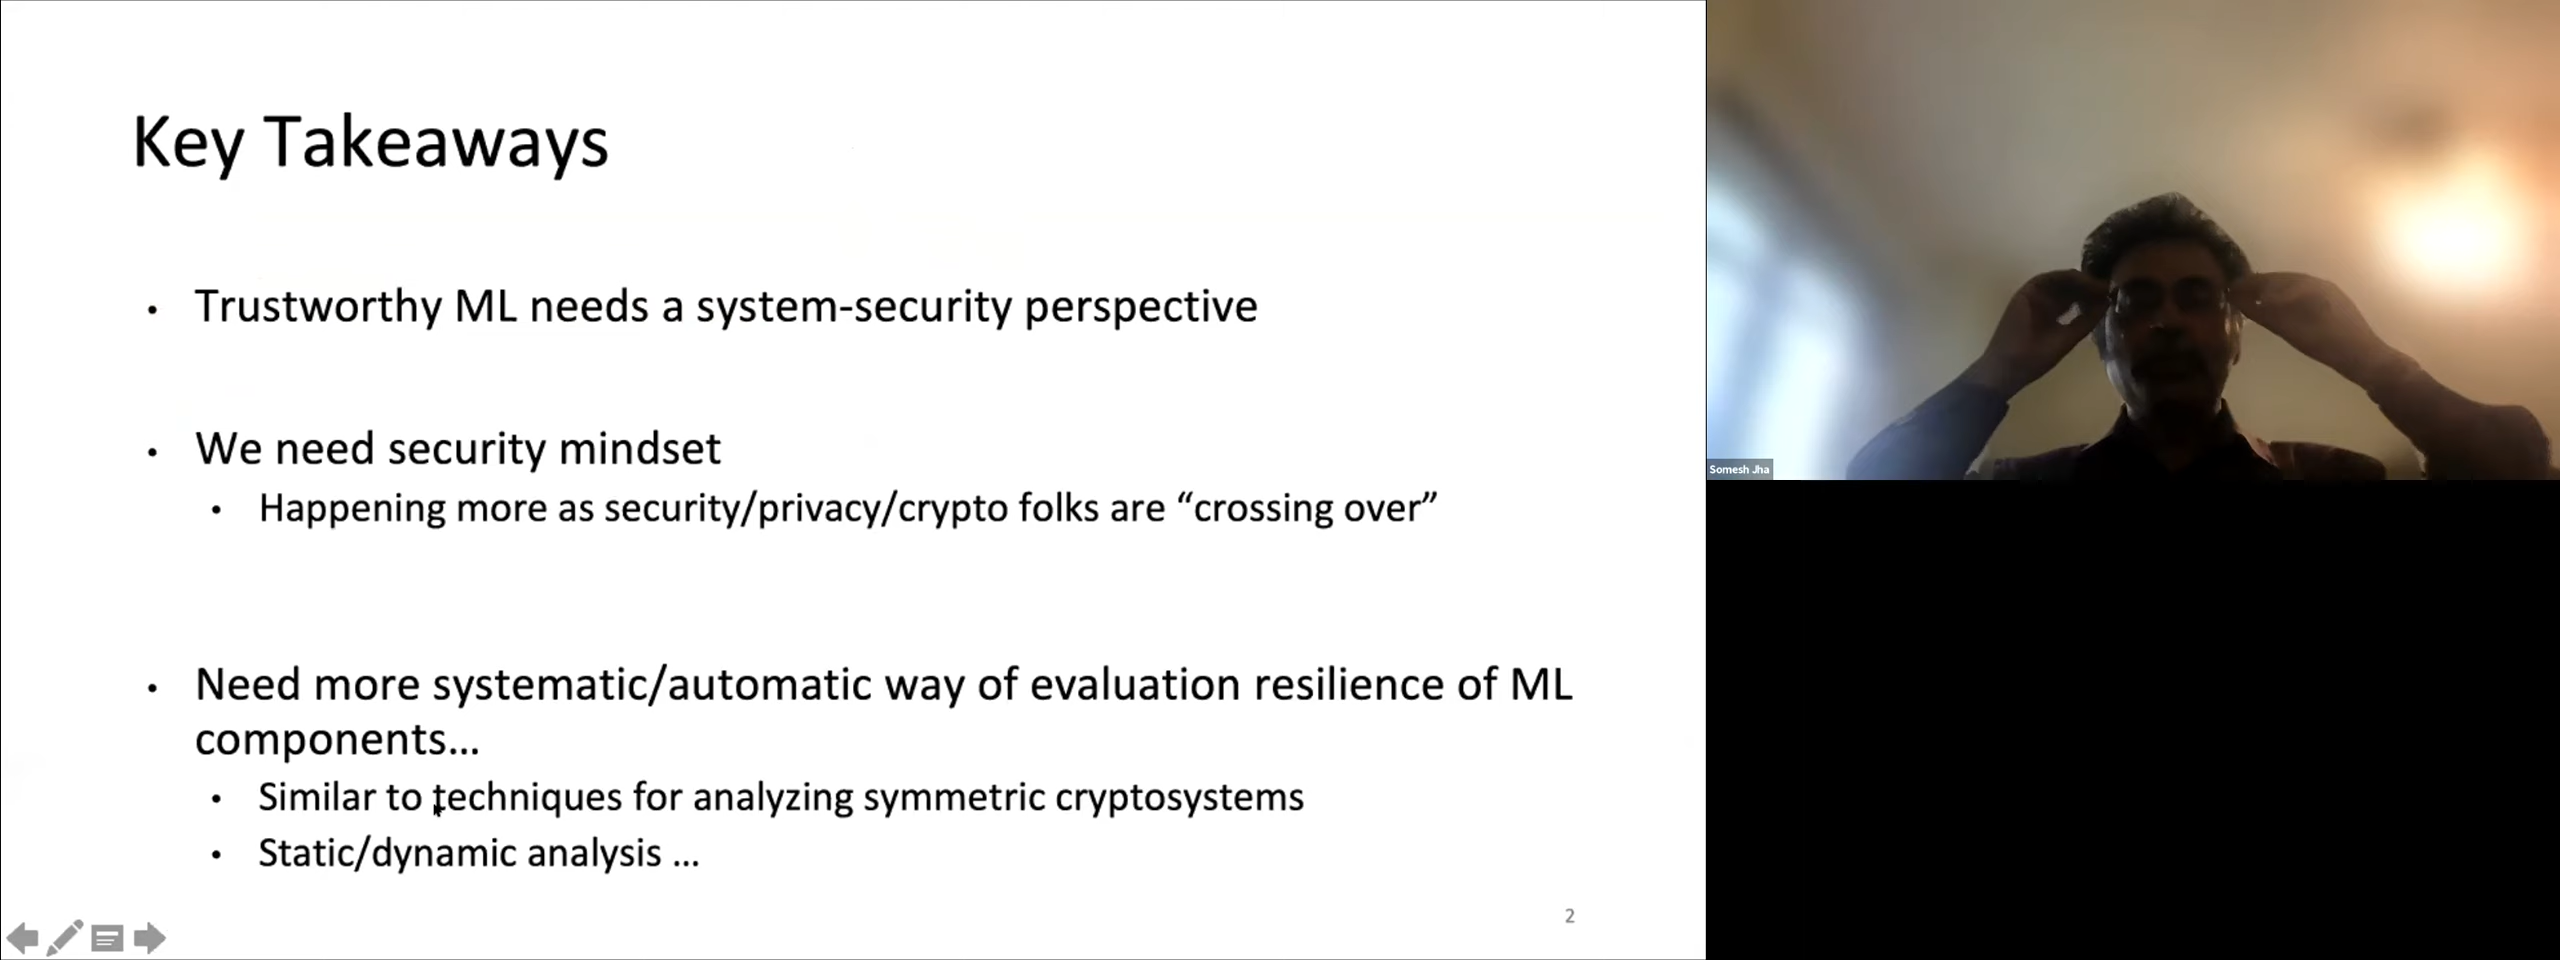 Key Takeaways
• Trustworthy ML needs a system-security perspective
• We need security mindset
• Happening more as security/privacy/crypto folks are “crossing over”
• Need more systematic/automatic way of evaluation resilience of ML
components…
• Similar to techniques for analyzing symmetric cryptosystems
• Static/dynamic analysis …
2
Somesh Jha